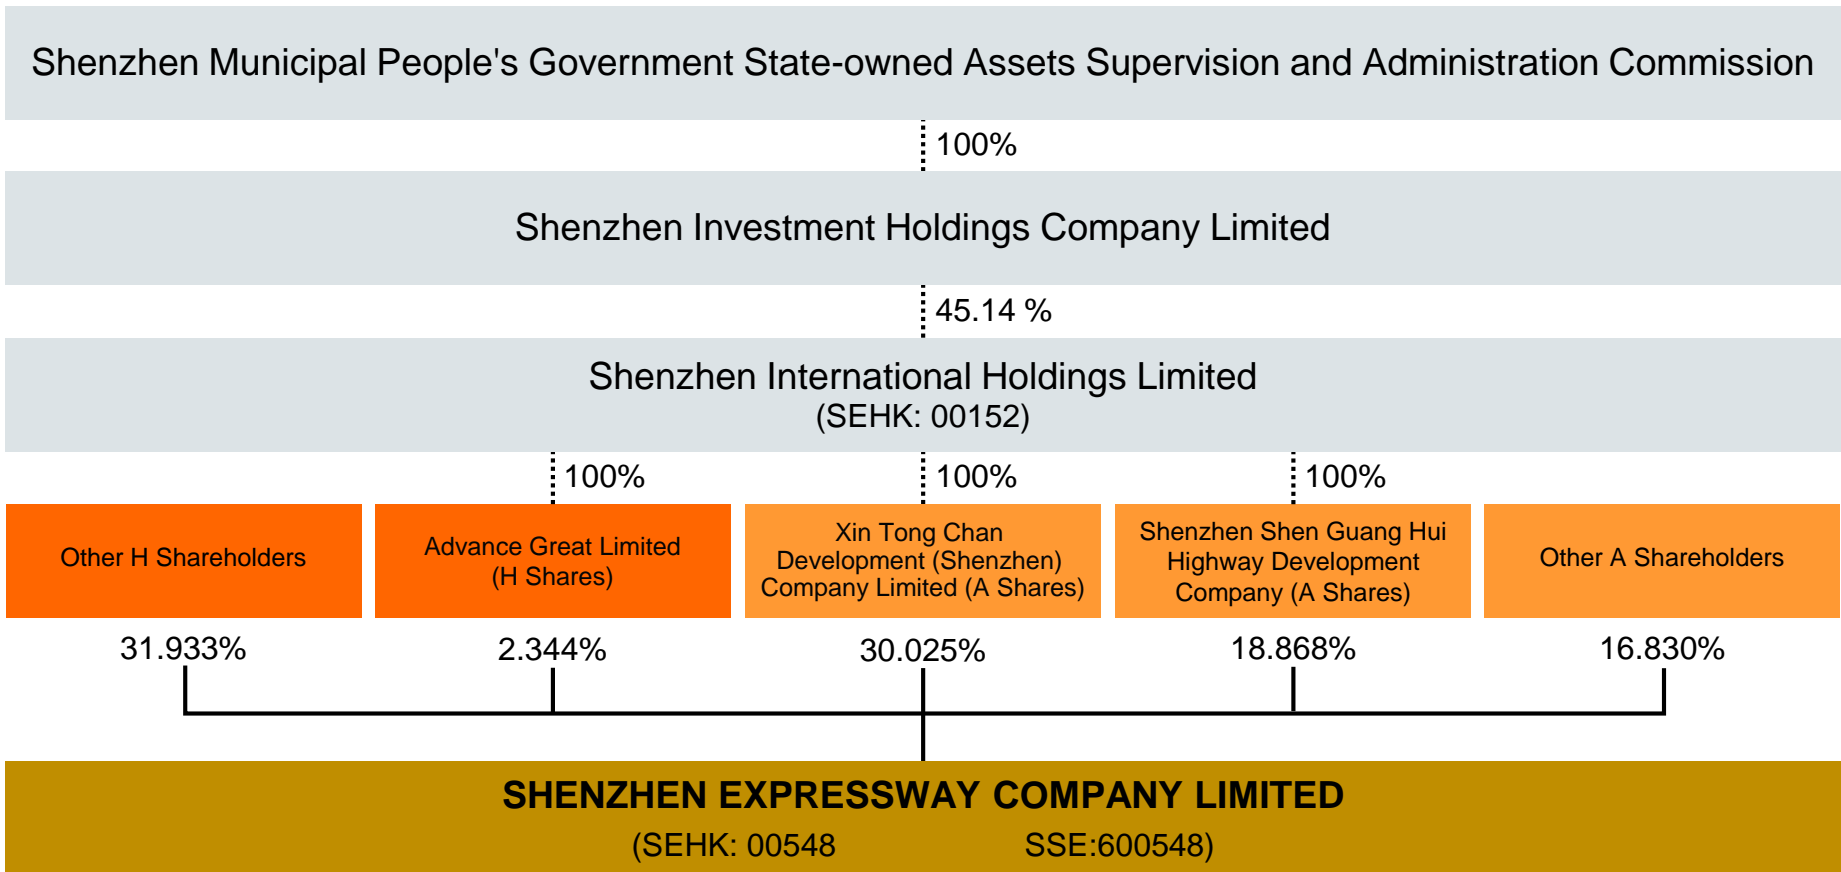 Shenzhen Municipal People's Government State-owned Assets Supervision and Administration Commission
100%
Shenzhen Investment Holdings Company Limited
45.14 %
Shenzhen International Holdings Limited
(SEHK: 00152)
100%
100%
100%
Other H Shareholders
Advance Great Limited
(H Shares)
Xin Tong Chan
Development (Shenzhen)
Company Limited (A Shares)
Shenzhen Shen Guang Hui
Highway Development
Company (A Shares)
Other A Shareholders
31.933%
2.344%
30.025%
18.868%
16.830%
SHENZHEN EXPRESSWAY COMPANY LIMITED
(SEHK: 00548 SSE:600548)